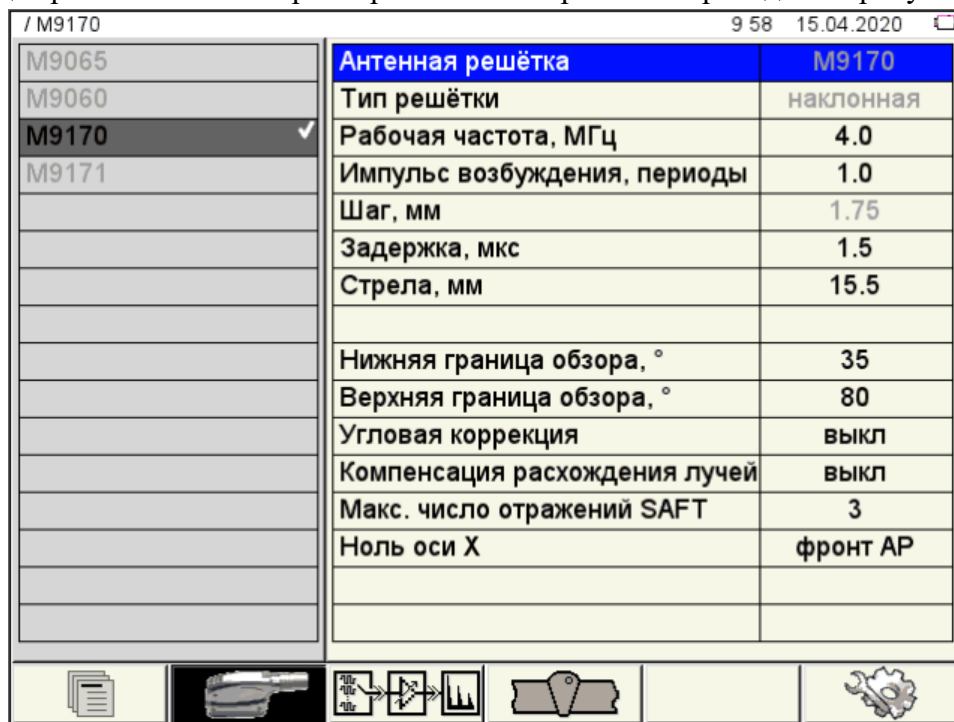 / M9170 9 58 15.04.2020
M9065
M9060
M9170
M9171
Антенная решётка M9170
Тип решётки наклонная
Рабочая частота, МГц 4.0
Импульс возбуждения, периоды 1.0
Шаг, мм 1.75
Задержка, мкс 1.5
Стрела, мм 15.5
Нижняя граница обзора, ° 35
Верхняя граница обзора, ° 80
Угловая коррекция выкл
Компенсация расхождения лучей выкл
Макс. число отражений SAFT 3
Ноль оси X фронт АР